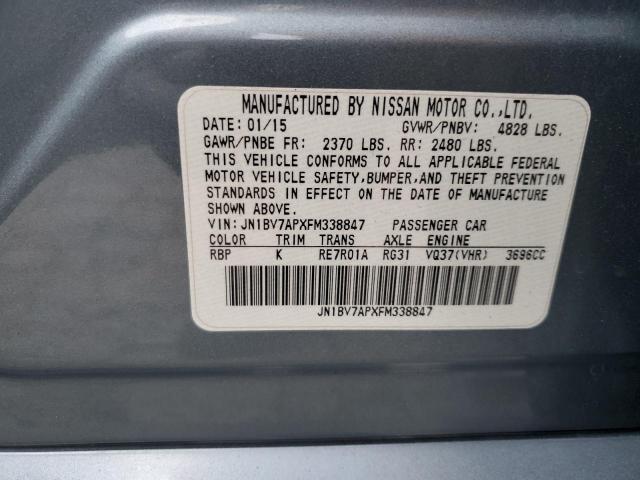 MANUFACTURED BY NISSAN MOTOR CO.,LTD.
DATE: 01/15 GVWR/PNBV: 4828 LBS.
GAWR/PNBE FR: 2370 LBS. RR: 2480 LBS.
THIS VEHICLE CONFORMS TO ALL APPLICABLE FEDERAL
MOTOR VEHICLE SAFETY,BUMPER,AND THEFT PREVENTION
STANDARDS IN EFFECT ON THE DATE OF MANUFACTURE
SHOWN ABOVE.
VIN:JN1BV7APXFM338847 PASSENGER CAR
COLOR TRIM TRANS AXLE ENGINE
RBP K RE7R01A RG31 VQ37(VHR) 3696CC
JN1BV7APXFM338847